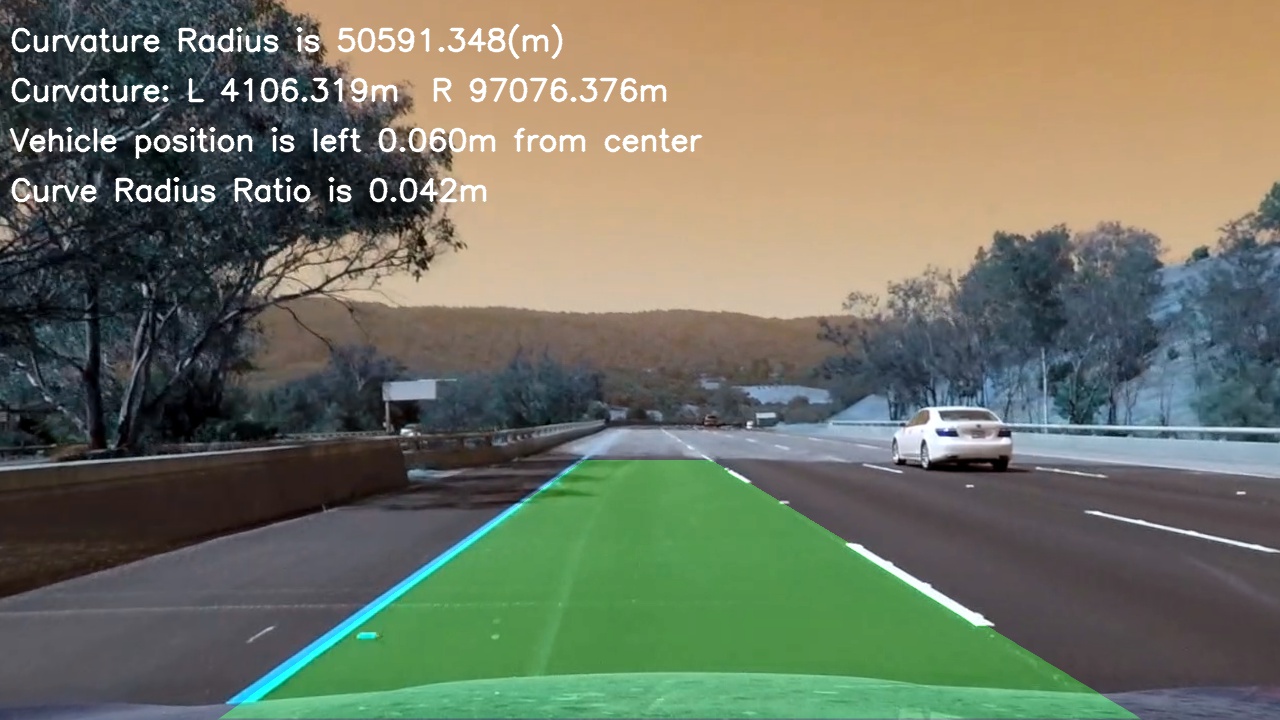 Curvature Radius is 50591.348(m)
Curvature: L 4106.319m R 97076.376m
Vehicle position is left 0.060m from center
Curve Radius Ratio is 0.042m